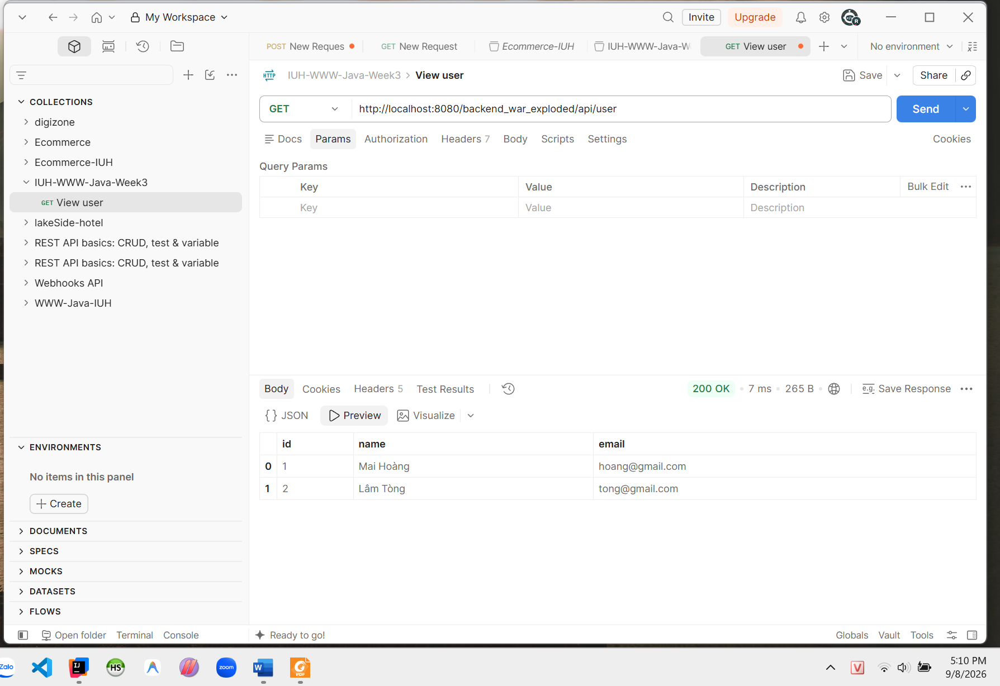 My Workspace
Invite
Upgrade
POST New Reques
GET New Request
Ecommerce-IUH
IUH-WWW-Java-W
GET View user
No environment
IUH-WWW-Java-Week3 > View user
Save
Share
COLLECTIONS
digizone
Ecommerce
Ecommerce-IUH
IUH-WWW-Java-Week3
GET View user
lakeSide-hotel
REST API basics: CRUD, test & variable
REST API basics: CRUD, test & variable
Webhooks API
WWW-Java-IUH
ENVIRONMENTS
No items in this panel
Create
DOCUMENTS
SPECS
MOCKS
DATASETS
FLOWS
HTTP
GET
http://localhost:8080/backend_war_exploded/api/user
Send
Docs Params Authorization Headers 7 Body Scripts Settings Cookies
Query Params
Key Value Description Bulk Edit
Key Value Description
Body Cookies Headers 5 Test Results
200 OK • 7 ms • 265 B
e.g. Save Response
{} JSON Preview Visualize
id name email
0 1 Mai Hoàng hoang@gmail.com
1 2 Lâm Tòng tong@gmail.com
Open folder Terminal Console
Ready to go!
Globals Vault Tools
Zalo
IJ
HS
zoom
W
PDF
V
5:10 PM
9/8/2026